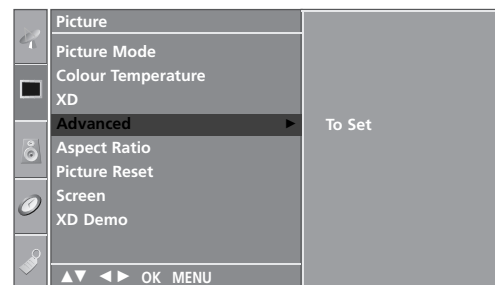 Picture
Picture Mode
Colour Temperature
XD
Advanced ► To Set
Aspect Ratio
Picture Reset
Screen
XD Demo
▲▼ ◄► OK MENU